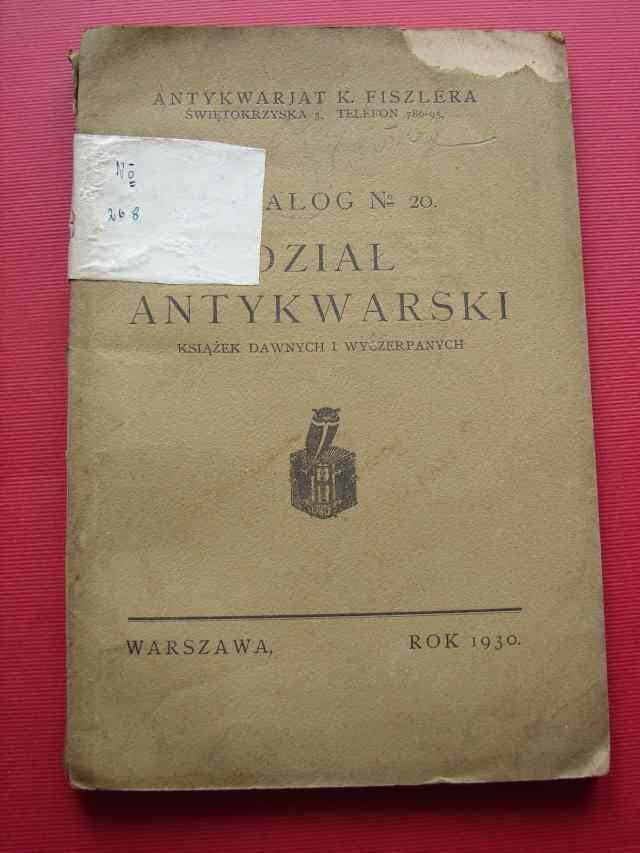 ANTYKWARJAT K. FISZLERA
ŚWIĘTOKRZYSKA 3, TELEFON 786-95.
№
268
ALOG № 20.
DZIAŁ
ANTYKWARSKI
KSIĄŻEK DAWNYCH I WYCZERPANYCH
WARSZAWA, ROK 1930.